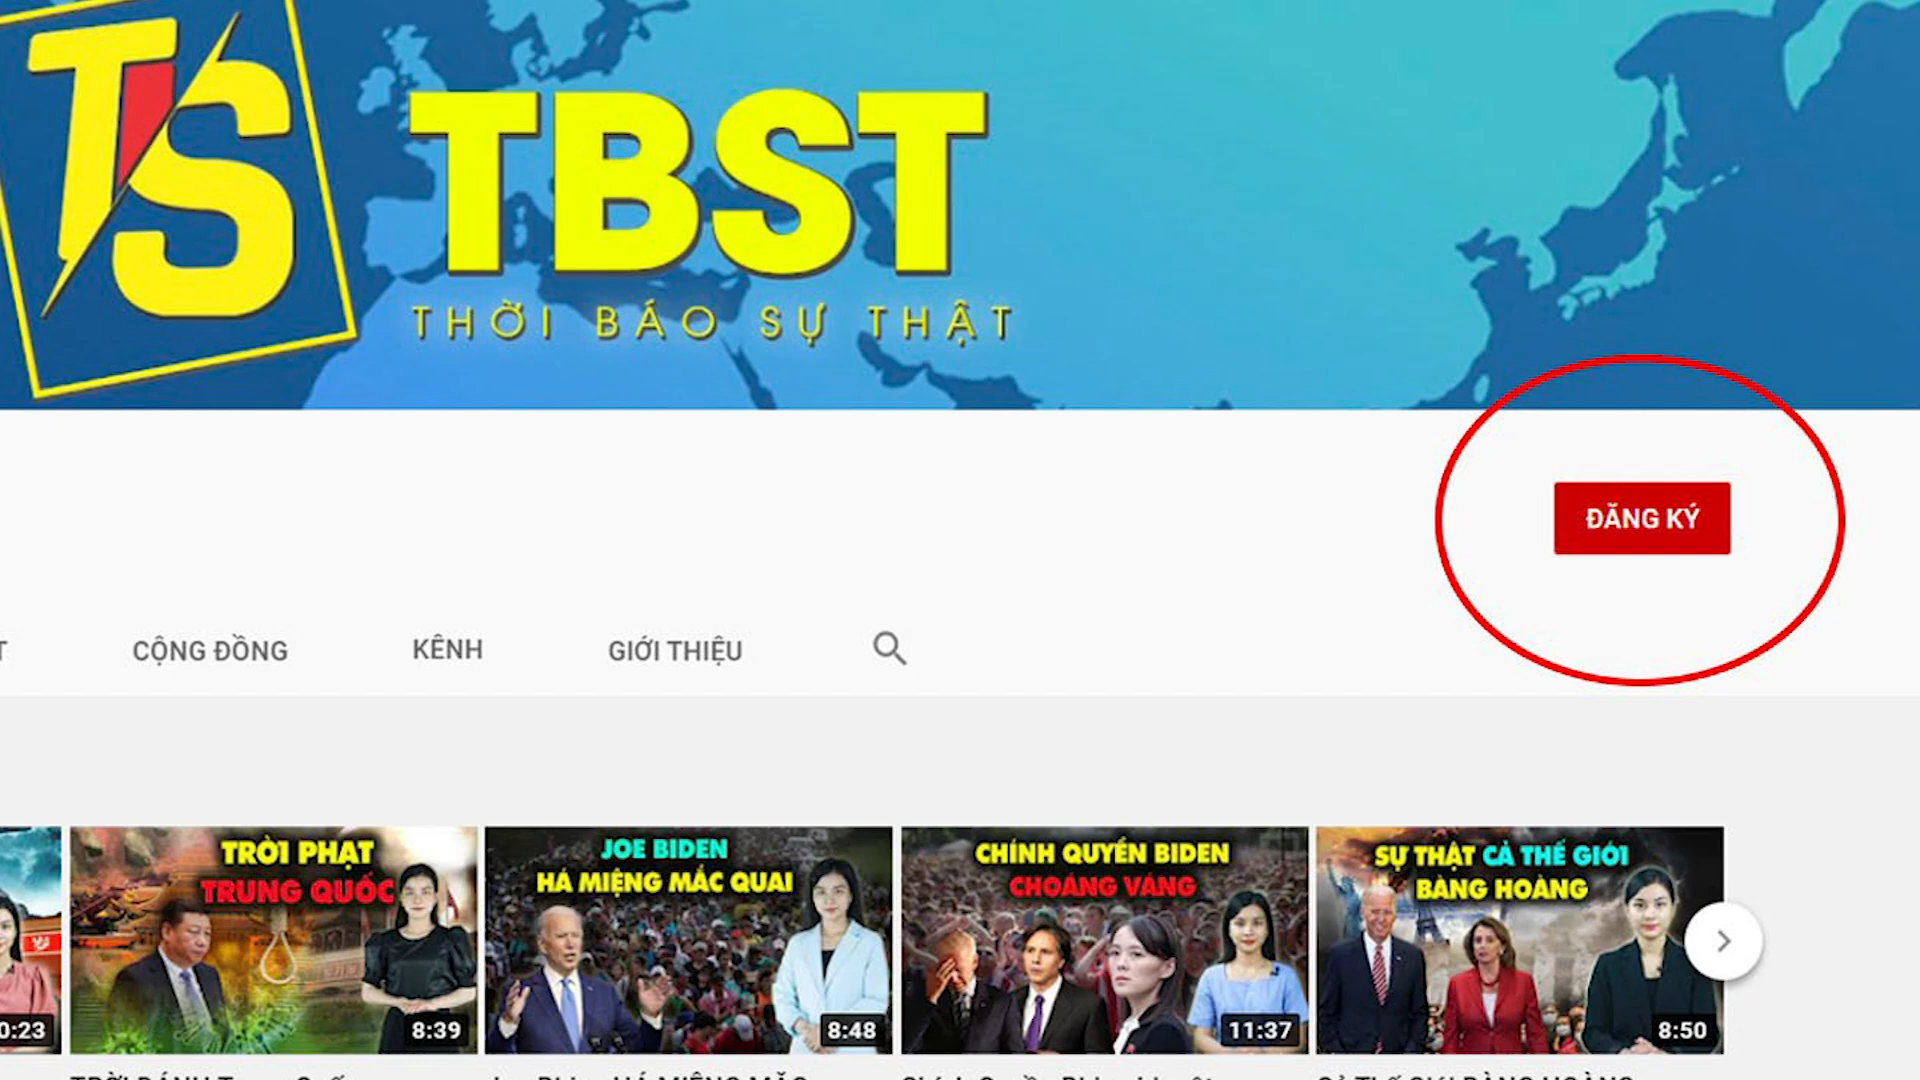 TS
TBST
THỜI BÁO SỰ THẬT
ĐĂNG KÝ
CỘNG ĐỒNG
KÊNH
GIỚI THIỆU
TRỜI PHẠT
TRUNG QUỐC
JOE BIDEN
HÁ MIỆNG MẮC QUAI
CHÍNH QUYỀN BIDEN
CHOÁNG VÁNG
SỰ THẬT CẢ THẾ GIỚI
BÀNG HOÀNG
0:23
8:39
8:48
11:37
8:50